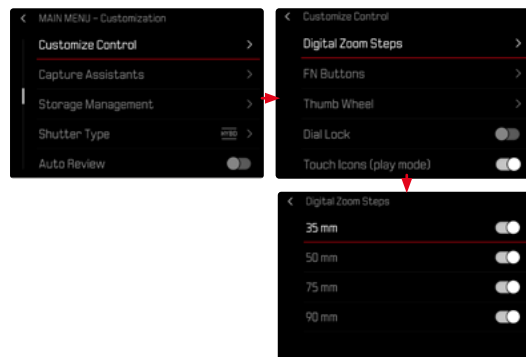 MAIN MENU – Customization
Customize Control
Capture Assistants
Storage Management
Shutter Type
HYBD
Auto Review
Customize Control
Digital Zoom Steps
FN Buttons
Thumb Wheel
Dial Lock
Touch Icons (play mode)
Digital Zoom Steps
35 mm
50 mm
75 mm
90 mm